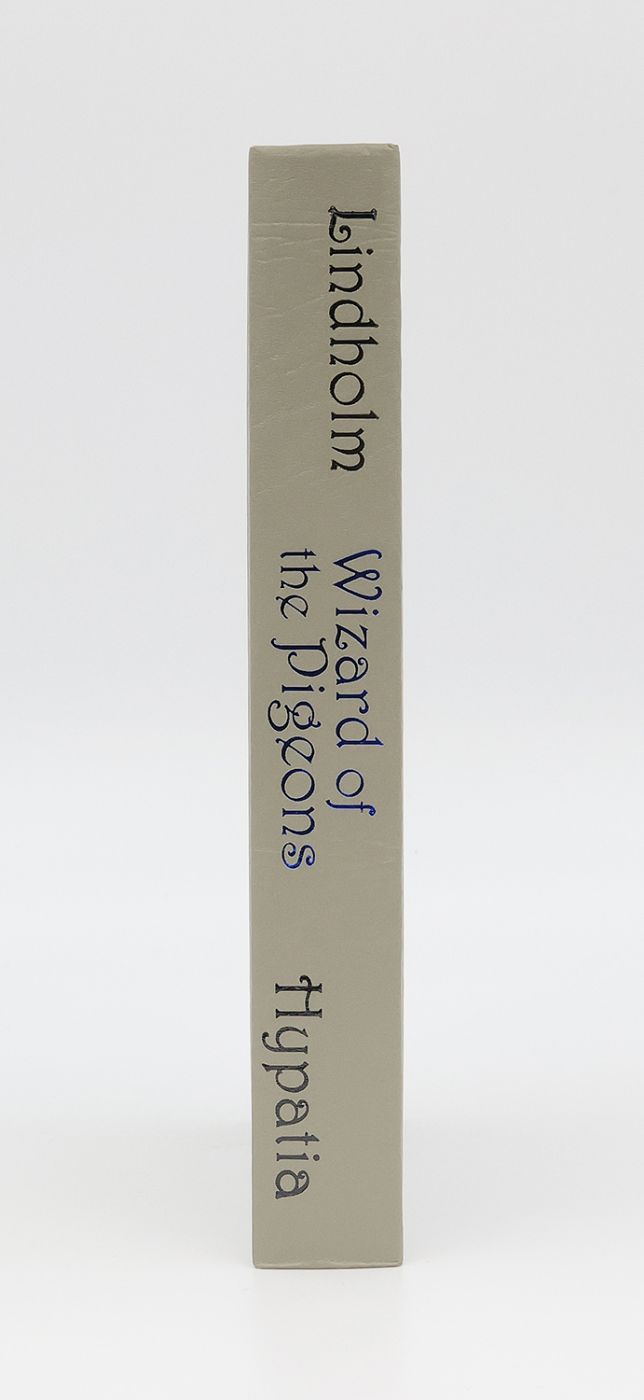 Lindholm
Wizard of
the Pigeons
Hypatia